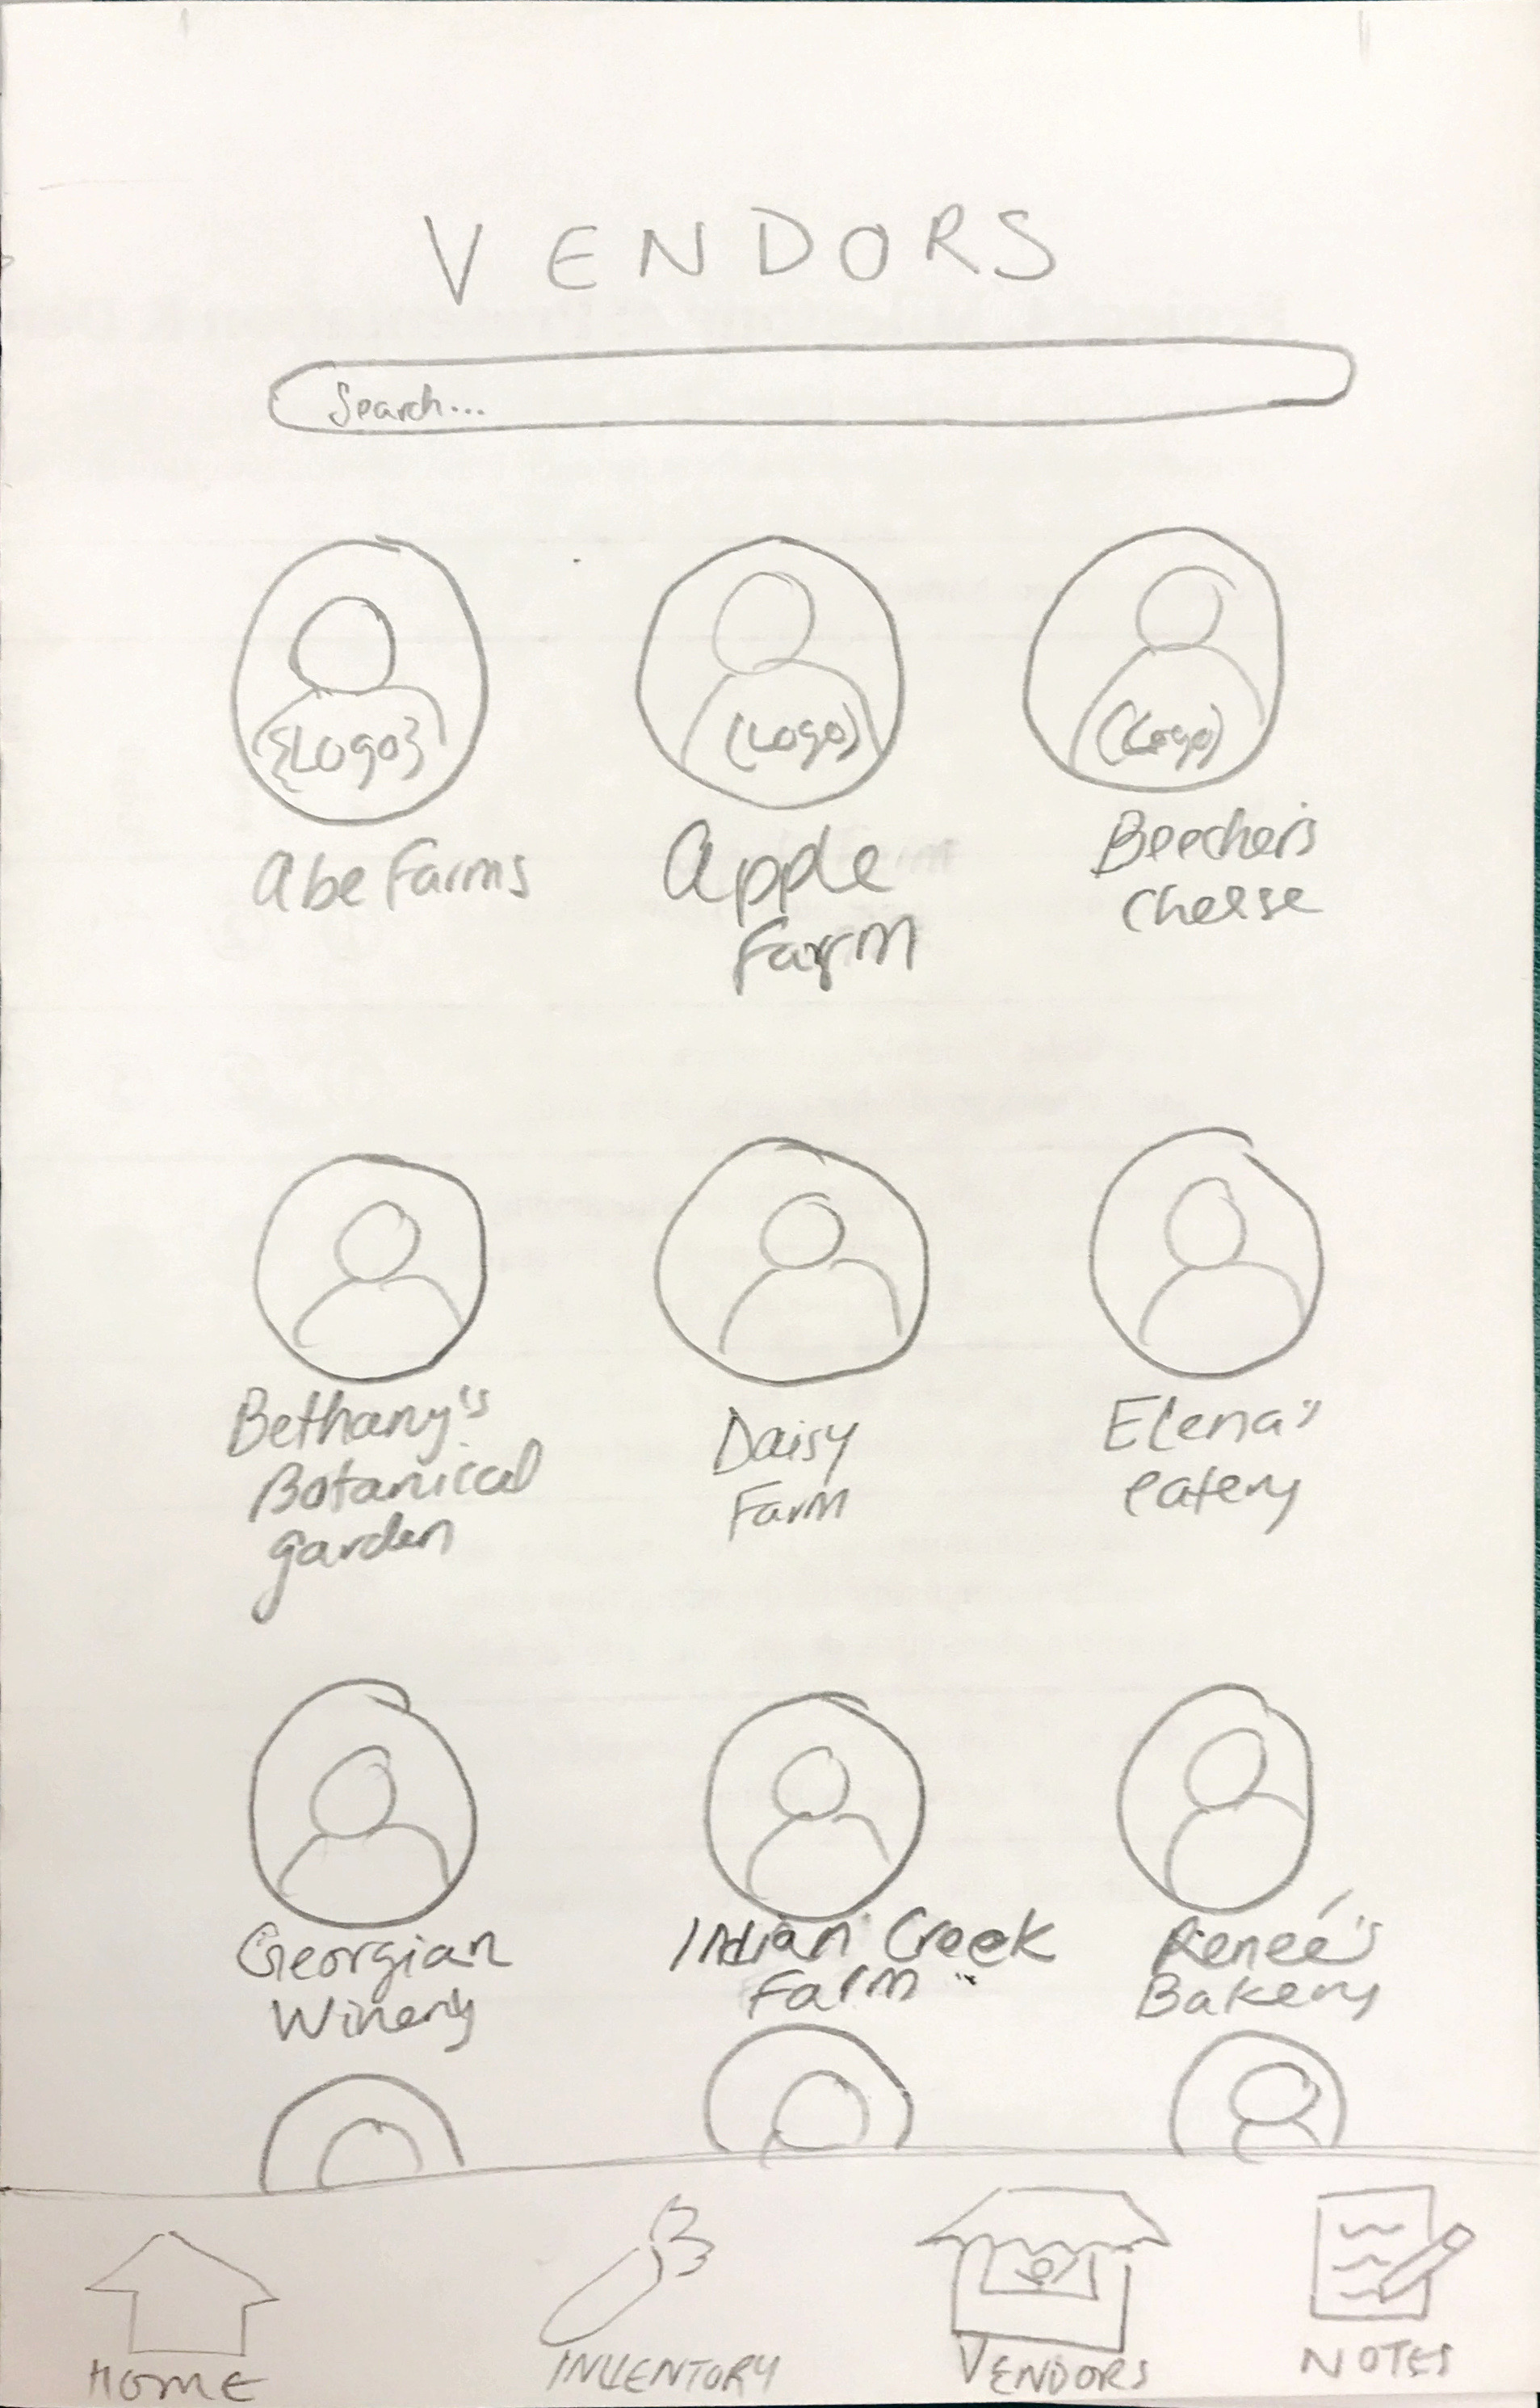 VENDORS
Search...
{Logo}
(Logo)
(Logo)
Abe Farms
Apple
Farm
Beecher's
Cheese
Bethany's
Botanical
garden
Daisy
Farm
Elena's
eatery
Georgian
Winery
Indian Creek
Farm
Reneé's
Bakery
HOME
INVENTORY
VENDORS
NOTES